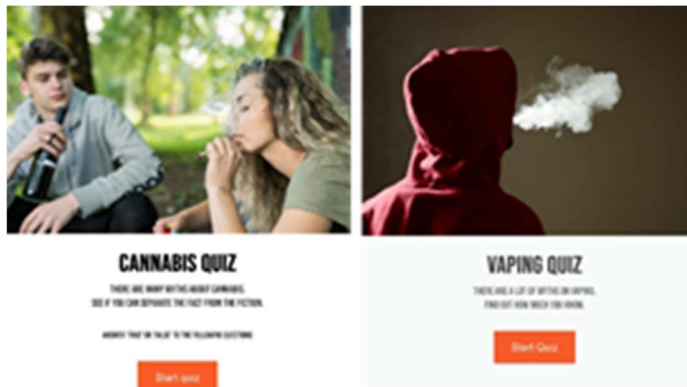 CANNABIS QUIZ
THERE ARE MANY MYTHS ABOUT CANNABIS.
SEE IF YOU CAN SEPARATE THE FACT FROM THE FICTION.
ANSWER 'TRUE' OR 'FALSE' TO THE FOLLOWING QUESTIONS
Start quiz
VAPING QUIZ
THERE ARE A LOT OF MYTHS ON VAPING.
FIND OUT HOW MUCH YOU KNOW.
Start Quiz